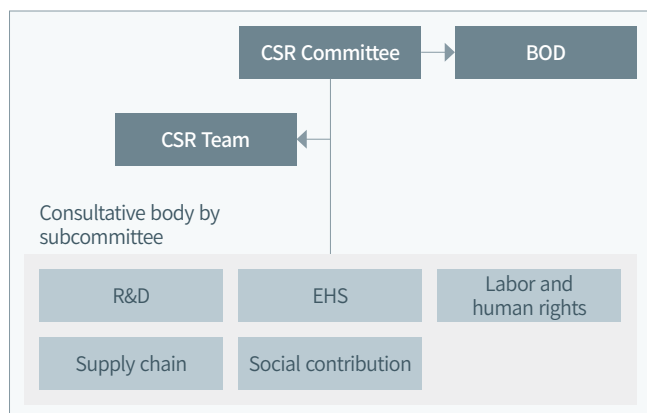 CSR Committee
BOD
CSR Team
Consultative body by
subcommittee
R&D
EHS
Labor and
human rights
Supply chain
Social contribution